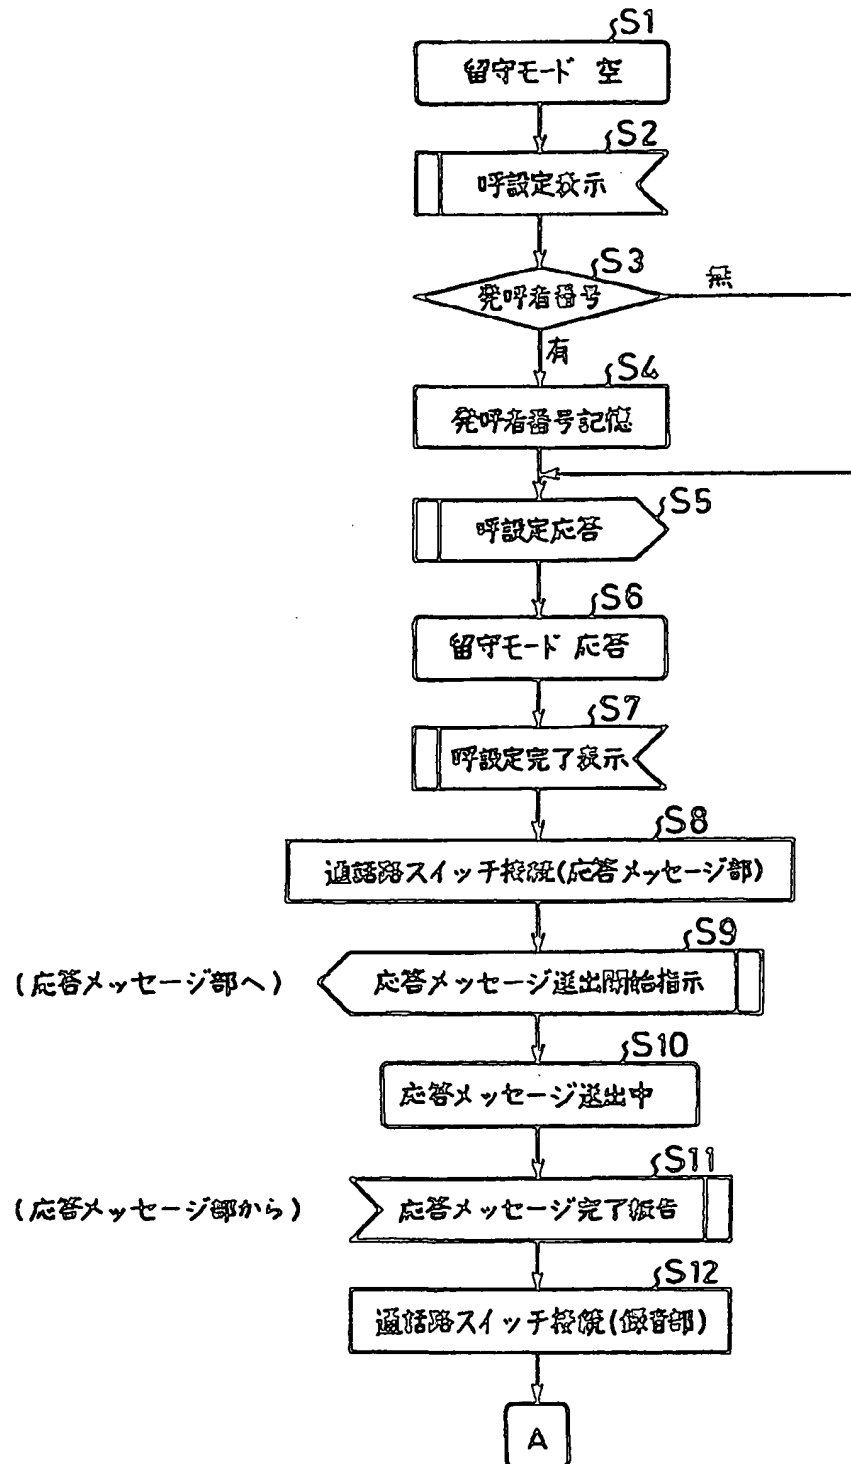 S1
留守モード 空
S2
呼設定表示
S3
発呼者番号
無
有
S4
発呼者番号記憶
S5
呼設定応答
S6
留守モード 応答
S7
呼設定完了表示
S8
通話路スイッチ接続(応答メッセージ部)
S9
(応答メッセージ部へ)
応答メッセージ送出開始指示
S10
応答メッセージ送出中
S11
(応答メッセージ部から)
応答メッセージ完了報告
S12
通話路スイッチ接続(録音部)
A